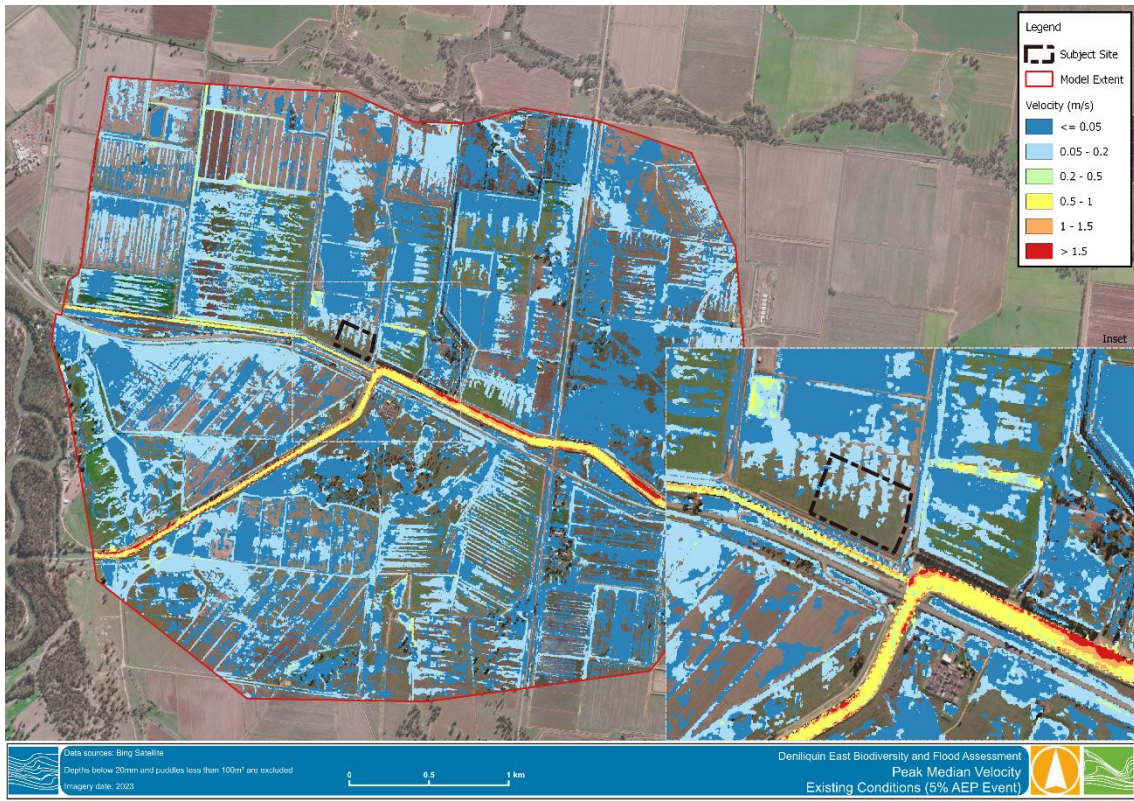 Legend
Subject Site
Model Extent
Velocity (m/s)
<= 0.05
0.05 - 0.2
0.2 - 0.5
0.5 - 1
1 - 1.5
> 1.5
Inset
Data sources: Bing Satellite
Depths below 20mm and puddles less than 100m² are excluded
Imagery date: 2023
0 0.5 1 km
Deniliquin East Biodiversity and Flood Assessment
Peak Median Velocity
Existing Conditions (5% AEP Event)